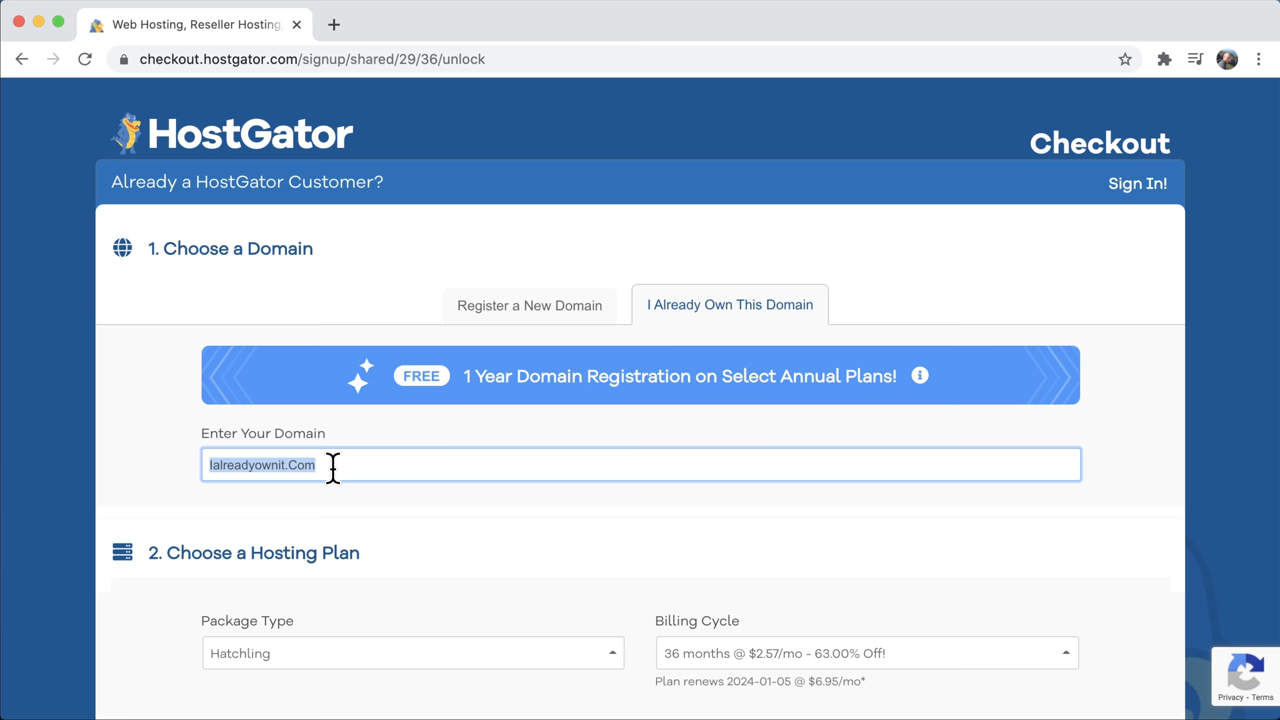 Web Hosting, Reseller Hosting,
checkout.hostgator.com/signup/shared/29/36/unlock
HostGator
Checkout
Already a HostGator Customer?
Sign In!
1. Choose a Domain
Register a New Domain
I Already Own This Domain
FREE 1 Year Domain Registration on Select Annual Plans!
Enter Your Domain
Ialreadyownit.Com
2. Choose a Hosting Plan
Package Type
Billing Cycle
Hatchling
36 months @ $2.57/mo - 63.00% Off!
Plan renews 2024-01-05 @ $6.95/mo*
Privacy - Terms